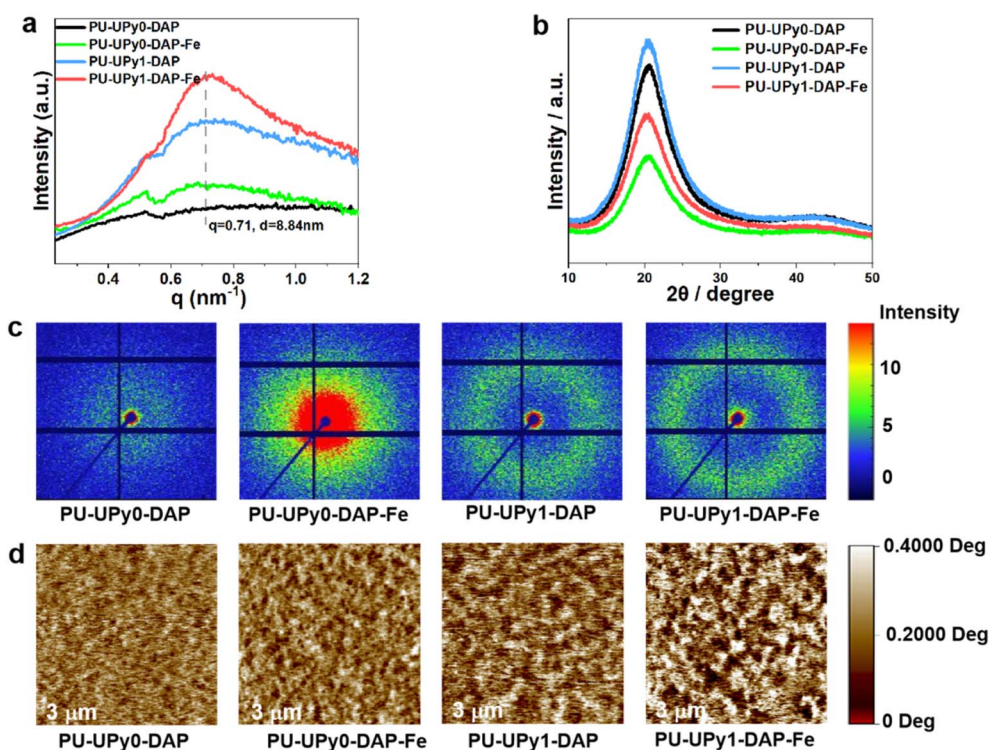 a
PU-UPy0-DAP
PU-UPy0-DAP-Fe
PU-UPy1-DAP
PU-UPy1-DAP-Fe
Intensity (a.u.)
q=0.71, d=8.84nm
0.4 0.6 0.8 1.0 1.2
q (nm⁻¹)
b
PU-UPy0-DAP
PU-UPy0-DAP-Fe
PU-UPy1-DAP
PU-UPy1-DAP-Fe
Intensity / a.u.
10 20 30 40 50
2θ / degree
c
Intensity
10
5
0
PU-UPy0-DAP PU-UPy0-DAP-Fe PU-UPy1-DAP PU-UPy1-DAP-Fe
d
0.4000 Deg
0.2000 Deg
0 Deg
3 μm 3 μm 3 μm 3 μm
PU-UPy0-DAP PU-UPy0-DAP-Fe PU-UPy1-DAP PU-UPy1-DAP-Fe